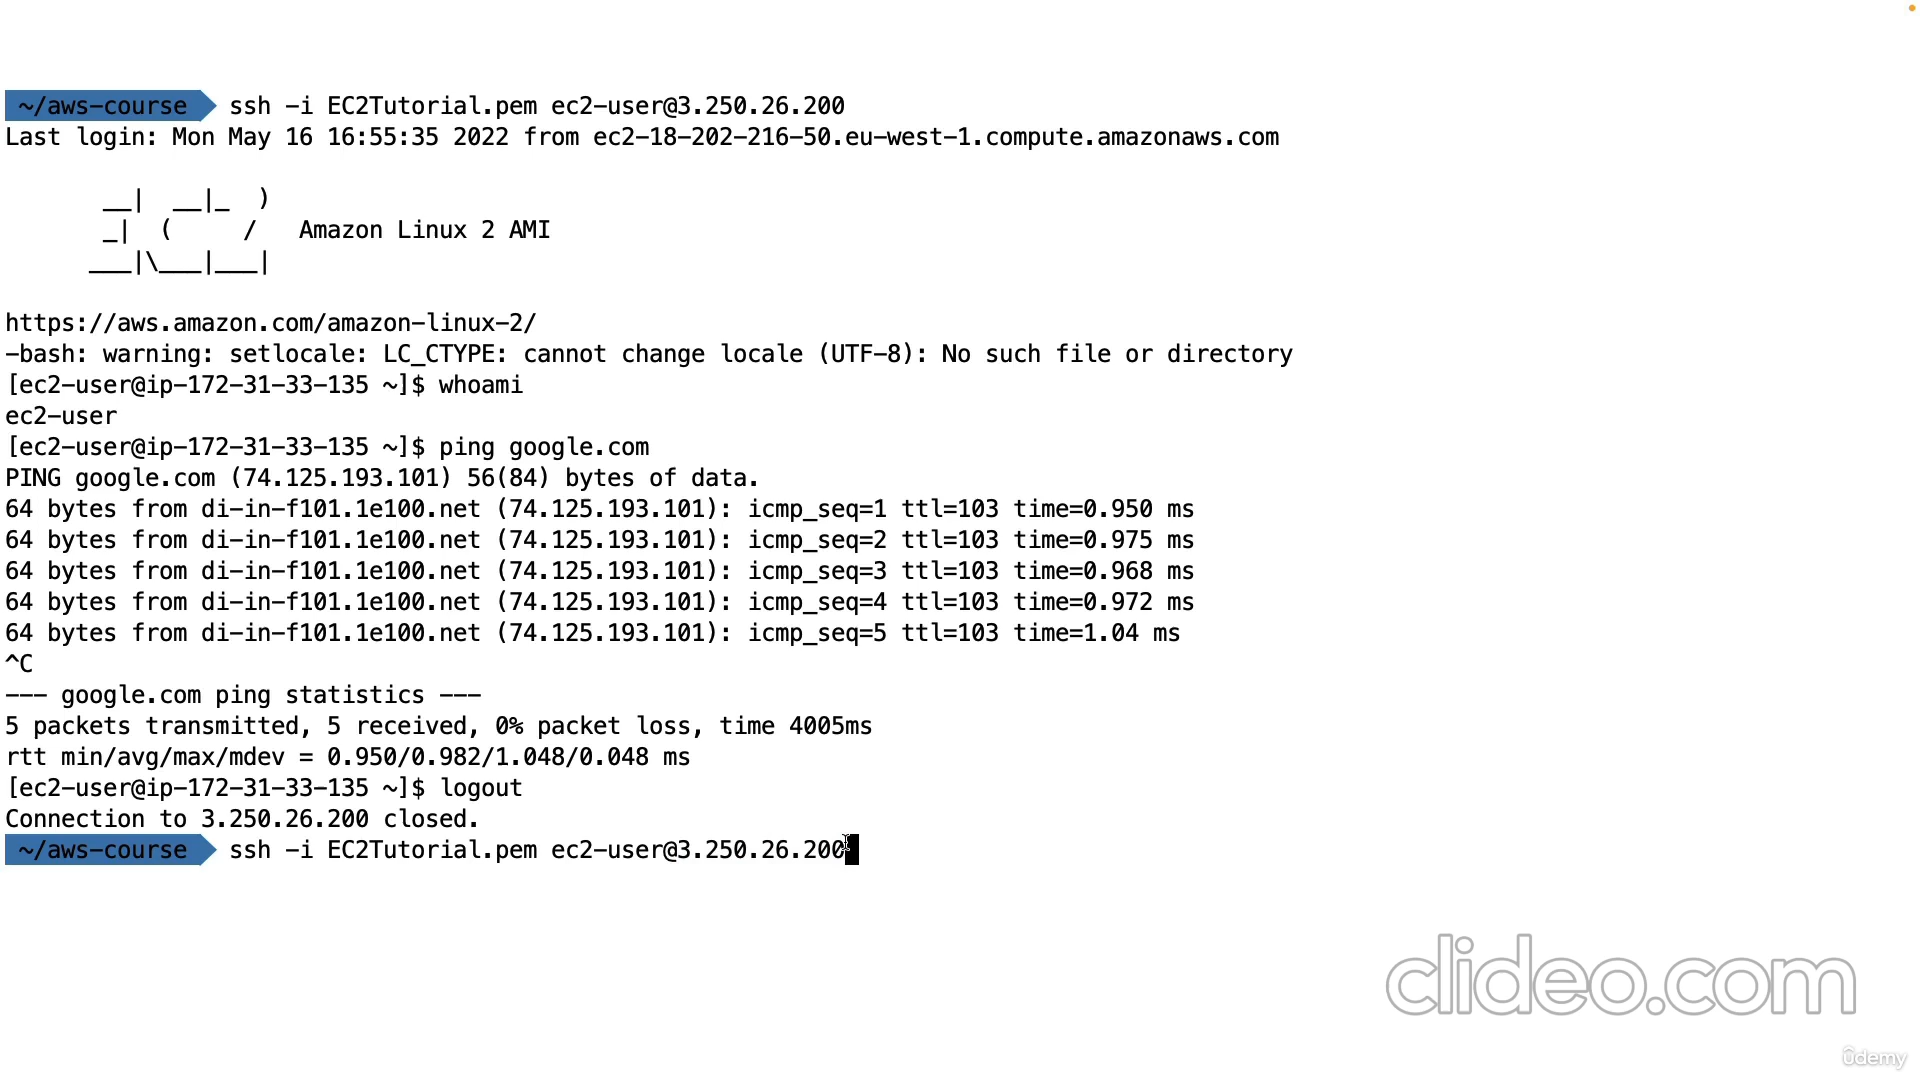 ~/aws-course ssh -i EC2Tutorial.pem ec2-user@3.250.26.200
Last login: Mon May 16 16:55:35 2022 from ec2-18-202-216-50.eu-west-1.compute.amazonaws.com
       __|  __|_  )
       _|  (     /   Amazon Linux 2 AMI
      ___|\___|___|
https://aws.amazon.com/amazon-linux-2/
-bash: warning: setlocale: LC_CTYPE: cannot change locale (UTF-8): No such file or directory
[ec2-user@ip-172-31-33-135 ~]$ whoami
ec2-user
[ec2-user@ip-172-31-33-135 ~]$ ping google.com
PING google.com (74.125.193.101) 56(84) bytes of data.
64 bytes from di-in-f101.1e100.net (74.125.193.101): icmp_seq=1 ttl=103 time=0.950 ms
64 bytes from di-in-f101.1e100.net (74.125.193.101): icmp_seq=2 ttl=103 time=0.975 ms
64 bytes from di-in-f101.1e100.net (74.125.193.101): icmp_seq=3 ttl=103 time=0.968 ms
64 bytes from di-in-f101.1e100.net (74.125.193.101): icmp_seq=4 ttl=103 time=0.972 ms
64 bytes from di-in-f101.1e100.net (74.125.193.101): icmp_seq=5 ttl=103 time=1.04 ms
^C
--- google.com ping statistics ---
5 packets transmitted, 5 received, 0% packet loss, time 4005ms
rtt min/avg/max/mdev = 0.950/0.982/1.048/0.048 ms
[ec2-user@ip-172-31-33-135 ~]$ logout
Connection to 3.250.26.200 closed.
~/aws-course ssh -i EC2Tutorial.pem ec2-user@3.250.26.200
clideo.com
ûdemy